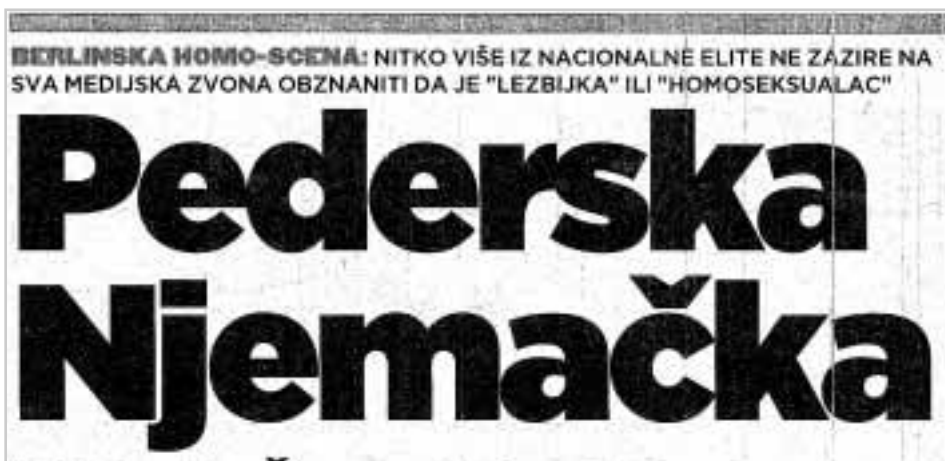 BERLINSKA HOMO-SCENA: NITKO VIŠE IZ NACIONALNE ELITE NE ZAZIRE NA
SVA MEDIJSKA ZVONA OBZNANITI DA JE "LEZBIJKA" ILI "HOMOSEKSUALAC"
Pederska
Njemačka